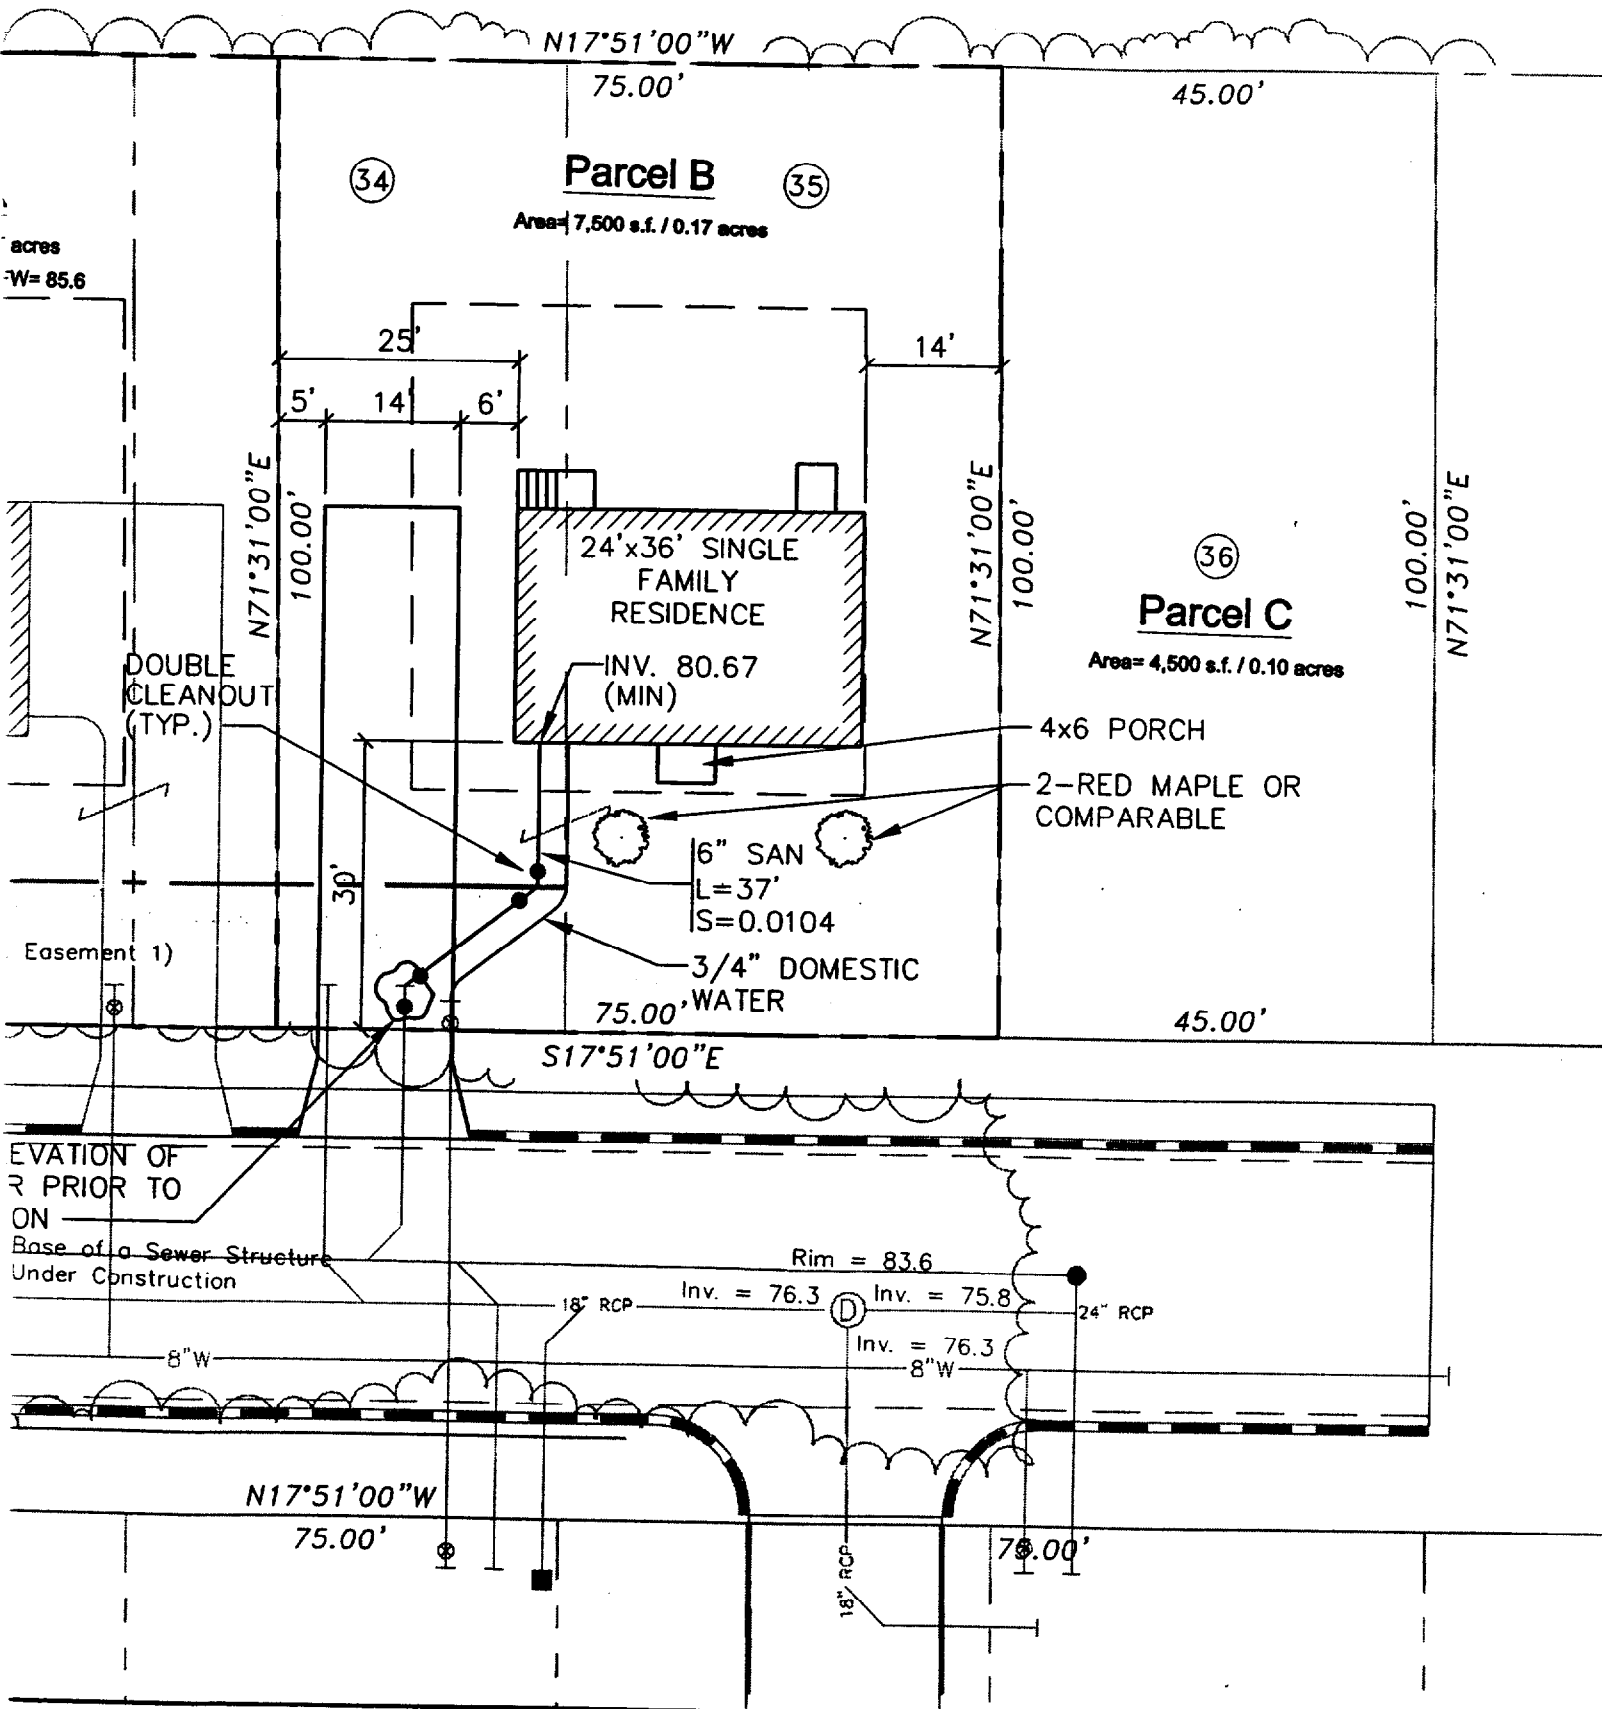 N17°51'00"W
75.00'
45.00'
34
Parcel B
35
Area= 7,500 s.f. / 0.17 acres
acres
W= 85.6
25'
14'
5'
14'
6'
N71°31'00"E
100.00'
24'x36' SINGLE
FAMILY
RESIDENCE
N71°31'00"E
100.00'
36
Parcel C
Area= 4,500 s.f. / 0.10 acres
100.00'
N71°31'00"E
DOUBLE
CLEANOUT
(TYP.)
INV. 80.67
(MIN)
4x6 PORCH
2-RED MAPLE OR
COMPARABLE
30'
6" SAN
L=37'
S=0.0104
Easement 1)
3/4" DOMESTIC
WATER
75.00'
45.00'
S17°51'00"E
EVATION OF
R PRIOR TO
ON
Base of a Sewer Structure
Under Construction
Rim = 83.6
Inv. = 76.3
D
Inv. = 75.8
18" RCP
24" RCP
Inv. = 76.3
8"W
8"W
N17°51'00"W
75.00'
75.00'
18" RCP